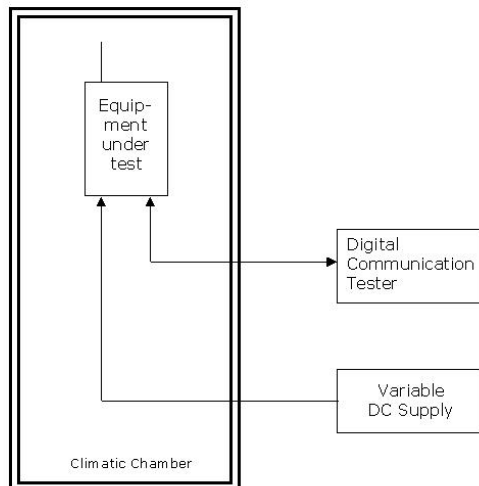 Equip-
ment
under
test
Digital
Communication
Tester
Variable
DC Supply
Climatic Chamber